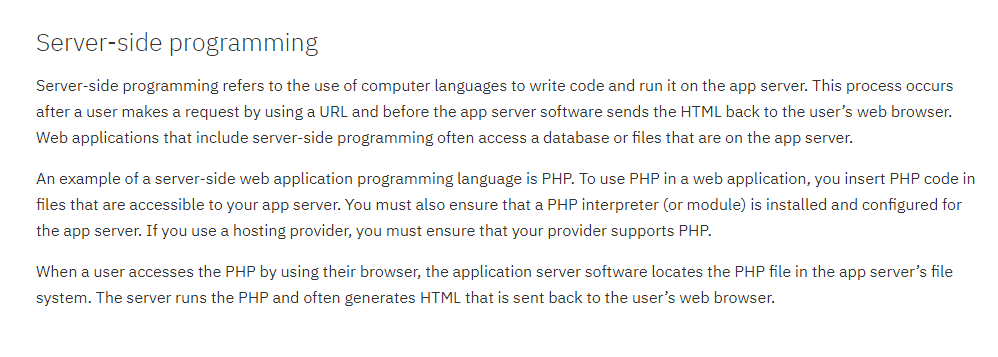 Server-side programming
Server-side programming refers to the use of computer languages to write code and run it on the app server. This process occurs
after a user makes a request by using a URL and before the app server software sends the HTML back to the user’s web browser.
Web applications that include server-side programming often access a database or files that are on the app server.
An example of a server-side web application programming language is PHP. To use PHP in a web application, you insert PHP code in
files that are accessible to your app server. You must also ensure that a PHP interpreter (or module) is installed and configured for
the app server. If you use a hosting provider, you must ensure that your provider supports PHP.
When a user accesses the PHP by using their browser, the application server software locates the PHP file in the app server’s file
system. The server runs the PHP and often generates HTML that is sent back to the user’s web browser.